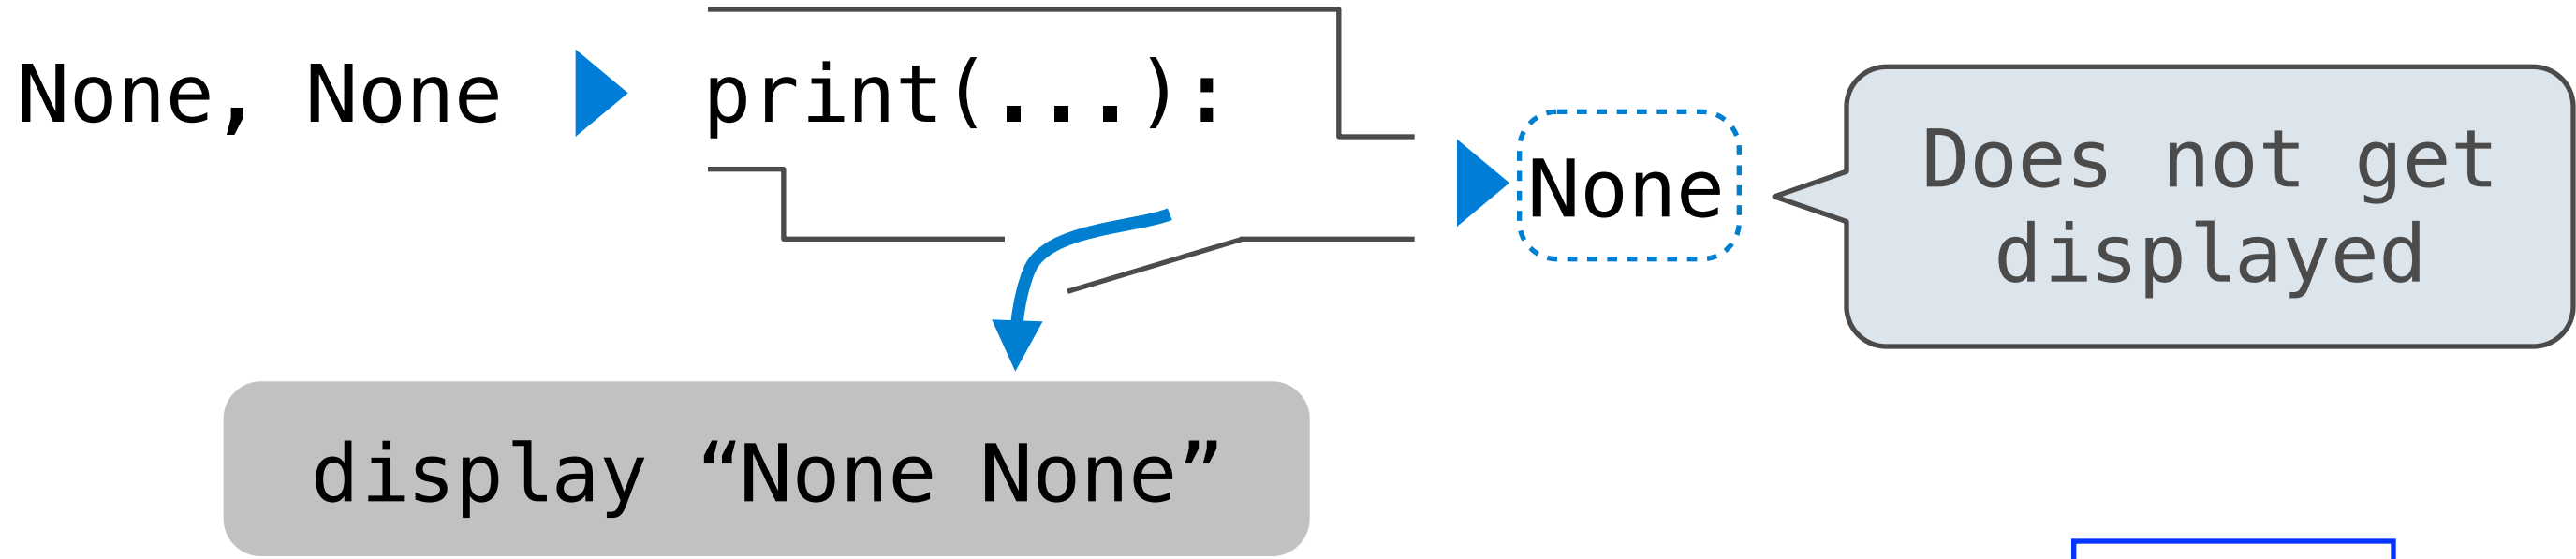 None, None
print(...):
None
Does not get
displayed
display “None None”